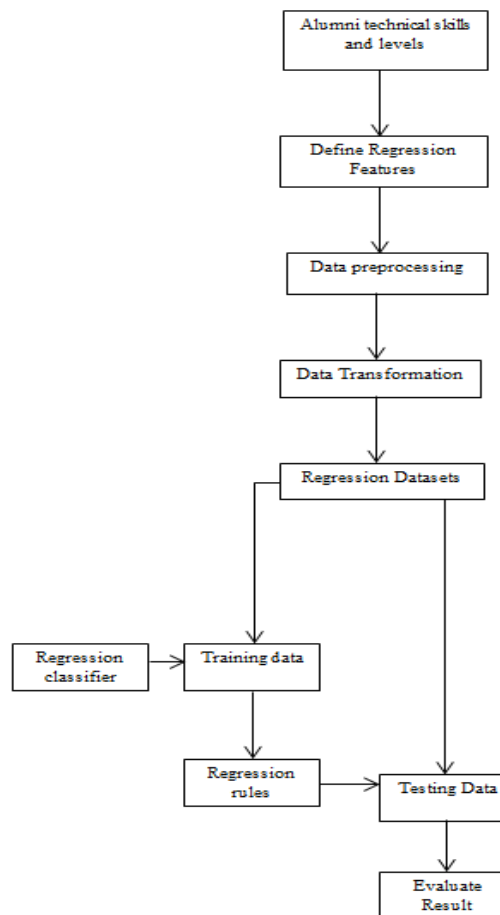 Alumni technical skills
and levels
Define Regression
Features
Data preprocessing
Data Transformation
Regression Datasets
Regression
classifier
Training data
Regression
rules
Testing Data
Evaluate
Result